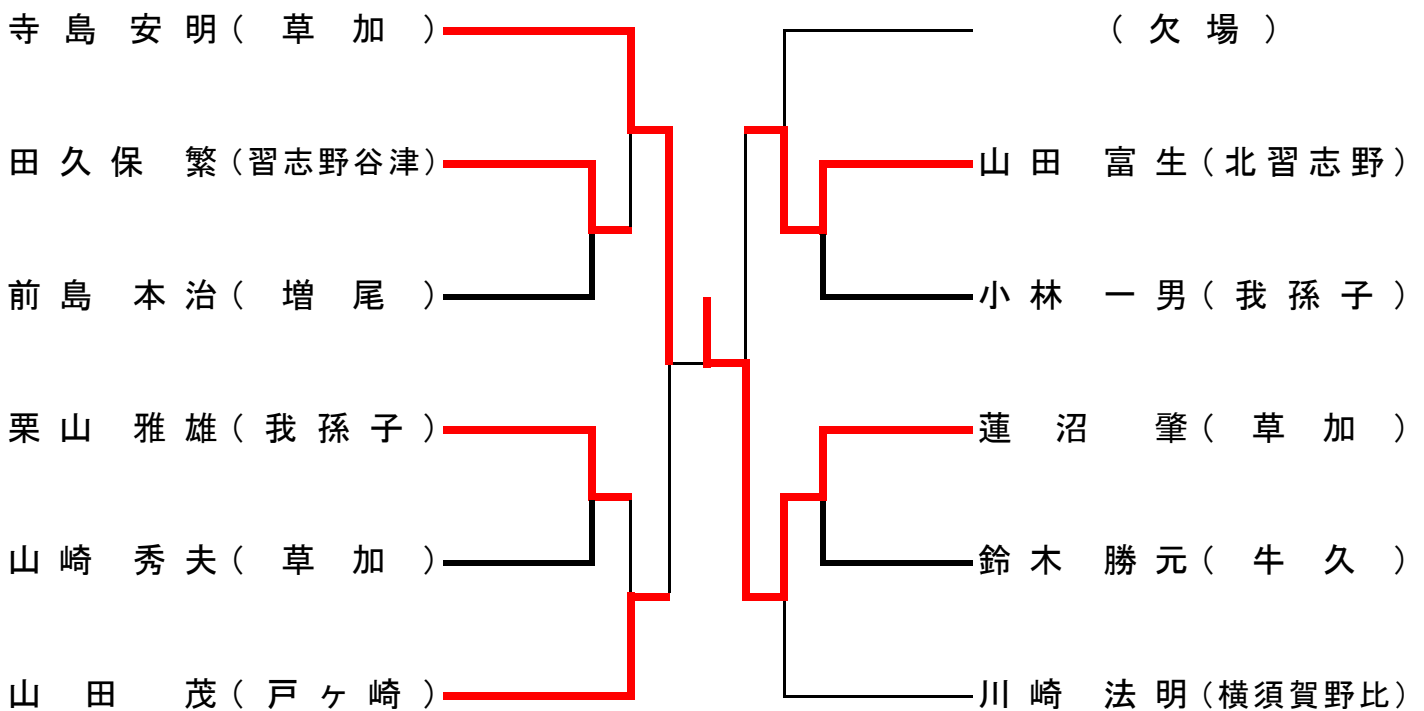 寺島安明(草加)
田久保繁(習志野谷津)
前島本治(増尾)
栗山雅雄(我孫子)
山崎秀夫(草加)
山田茂(戸ヶ崎)
(欠場)
山田富生(北習志野)
小林一男(我孫子)
蓮沼肇(草加)
鈴木勝元(牛久)
川崎法明(横須賀野比)